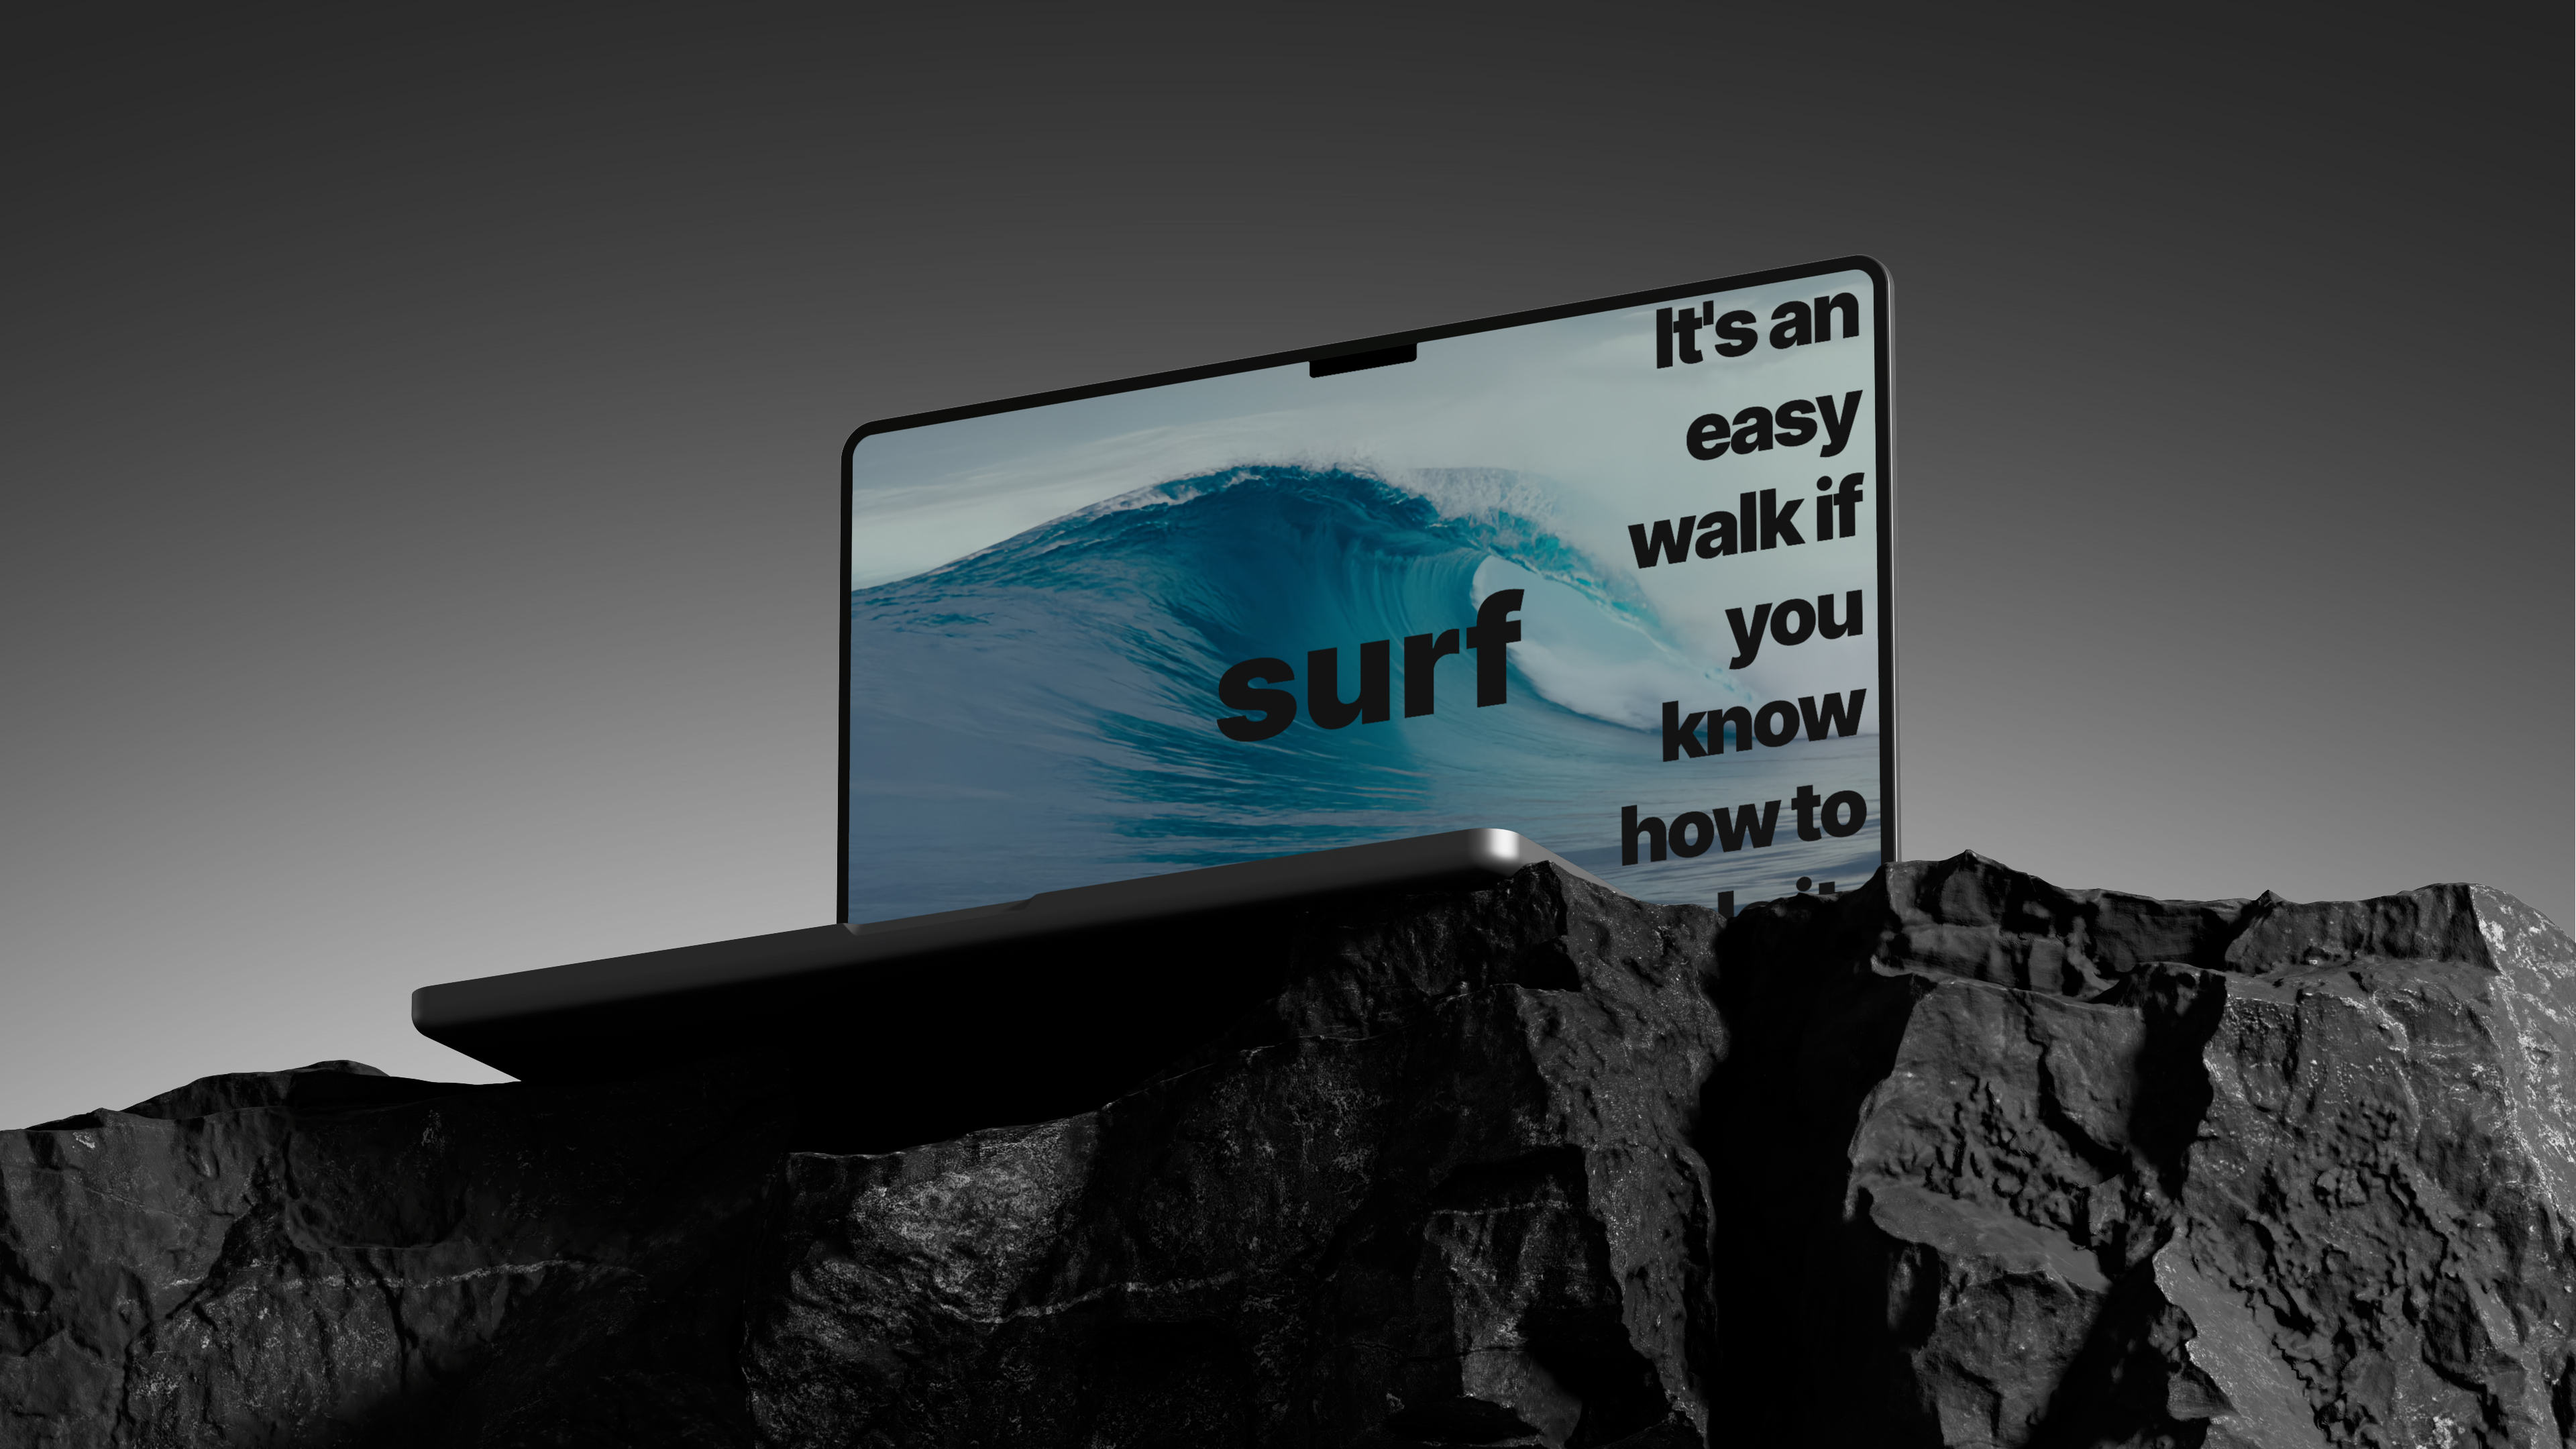 It's an
easy
walk if
you
know
how to
surf